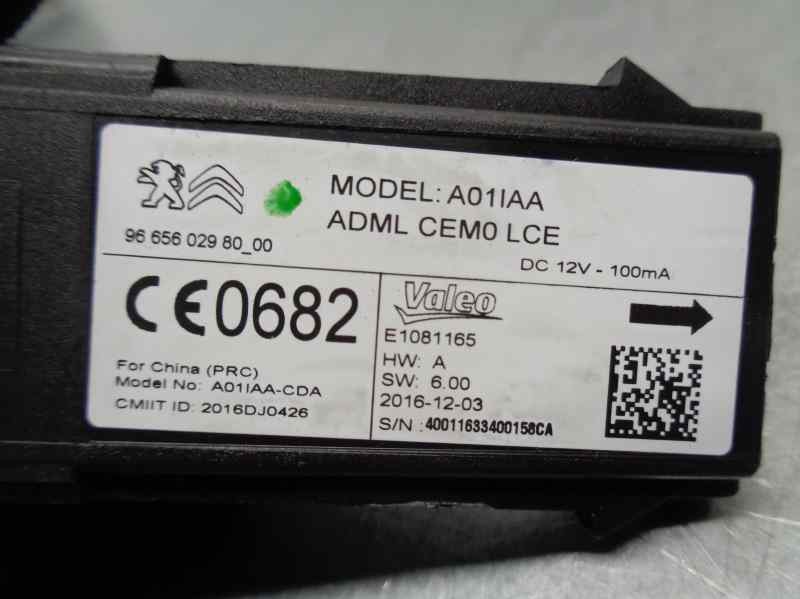 MODEL: A01IAA
ADML CEM0 LCE
96 656 029 80_00
DC 12V - 100mA
CE0682
For China (PRC)
Model No: A01IAA-CDA
CMIIT ID: 2016DJ0426
Valeo
E1081165
HW: A
SW: 6.00
2016-12-03
S/N: 40011633400158CA